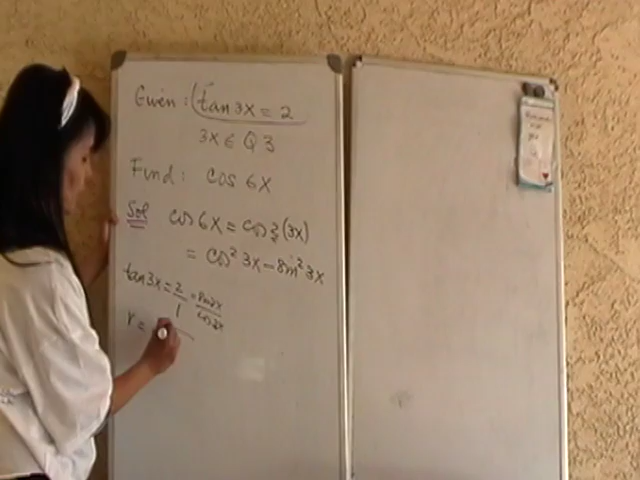 Given: tan 3x = 2
3x ∈ Q 3
Find: cos 6x
Sol cos 6x = cos 2 (3x)
= cos² 3x - sin² 3x
tan 3x = 2/1 = sin 3x/cos 3x
r =